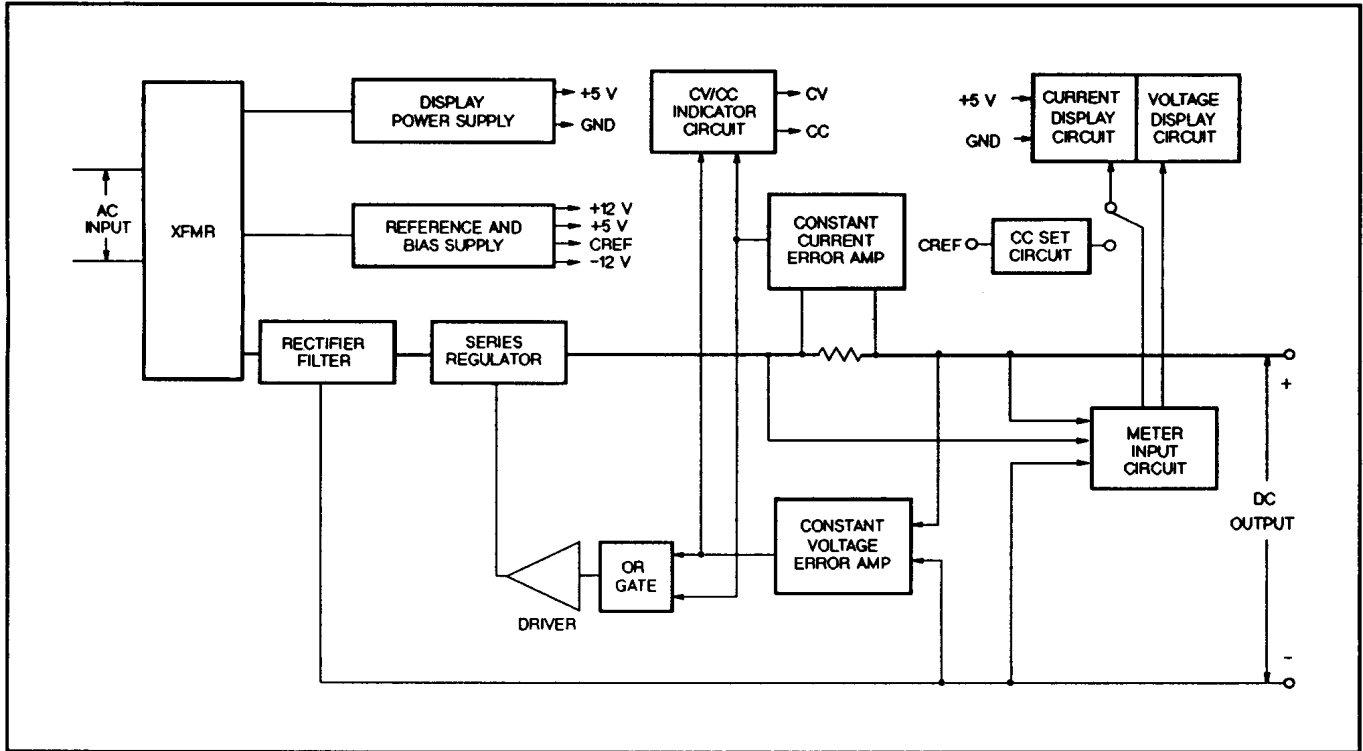 AC
INPUT
XFMR
DISPLAY
POWER SUPPLY
+5 V
GND
REFERENCE AND
BIAS SUPPLY
+12 V
+5 V
CREF
-12 V
RECTIFIER
FILTER
SERIES
REGULATOR
CV/CC
INDICATOR
CIRCUIT
CV
CC
CONSTANT
CURRENT
ERROR AMP
+5 V
GND
CURRENT
DISPLAY
CIRCUIT
VOLTAGE
DISPLAY
CIRCUIT
CREF
CC SET
CIRCUIT
METER
INPUT
CIRCUIT
CONSTANT
VOLTAGE
ERROR AMP
OR
GATE
DRIVER
+
DC
OUTPUT
-